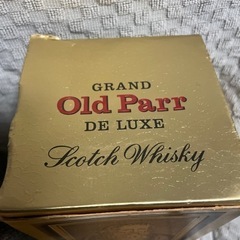 GRAND
Old Parr
DE LUXE
Scotch Whisky